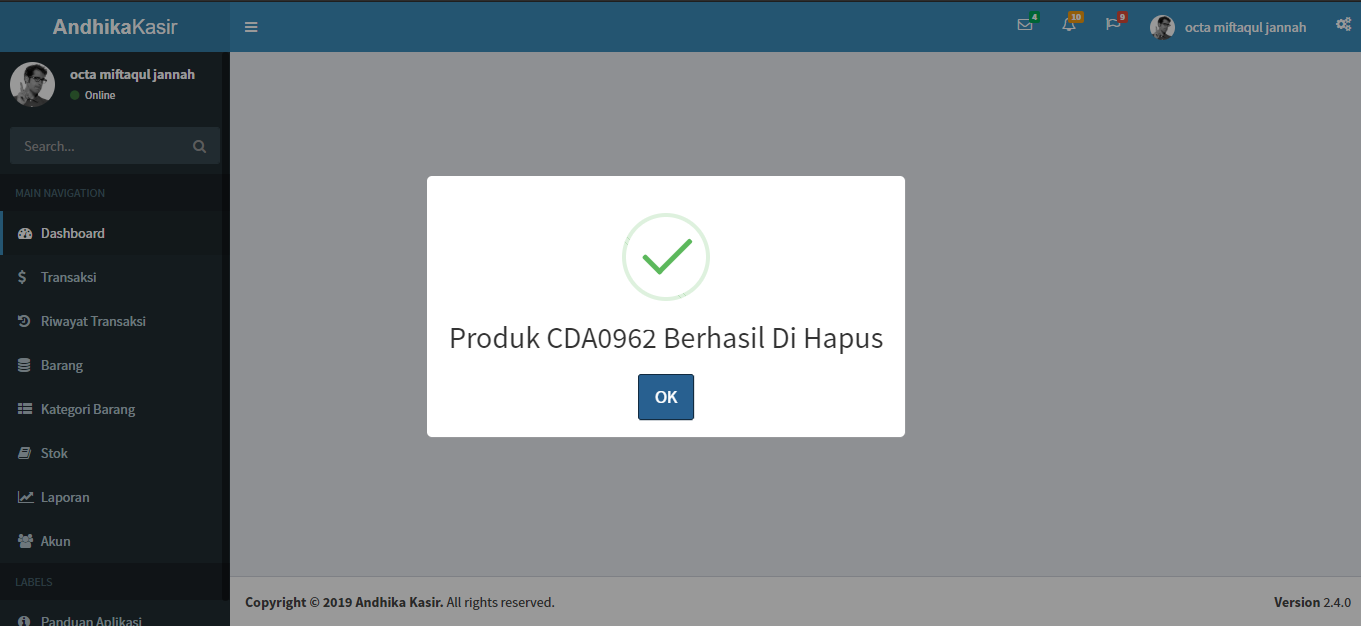 AndhikaKasir
4
10
9
octa miftaqul jannah
octa miftaqul jannah
Online
Search...
MAIN NAVIGATION
Dashboard
Transaksi
Riwayat Transaksi
Barang
Kategori Barang
Stok
Laporan
Akun
LABELS
Panduan Aplikasi
Produk CDA0962 Berhasil Di Hapus
OK
Copyright © 2019 Andhika Kasir. All rights reserved.
Version 2.4.0